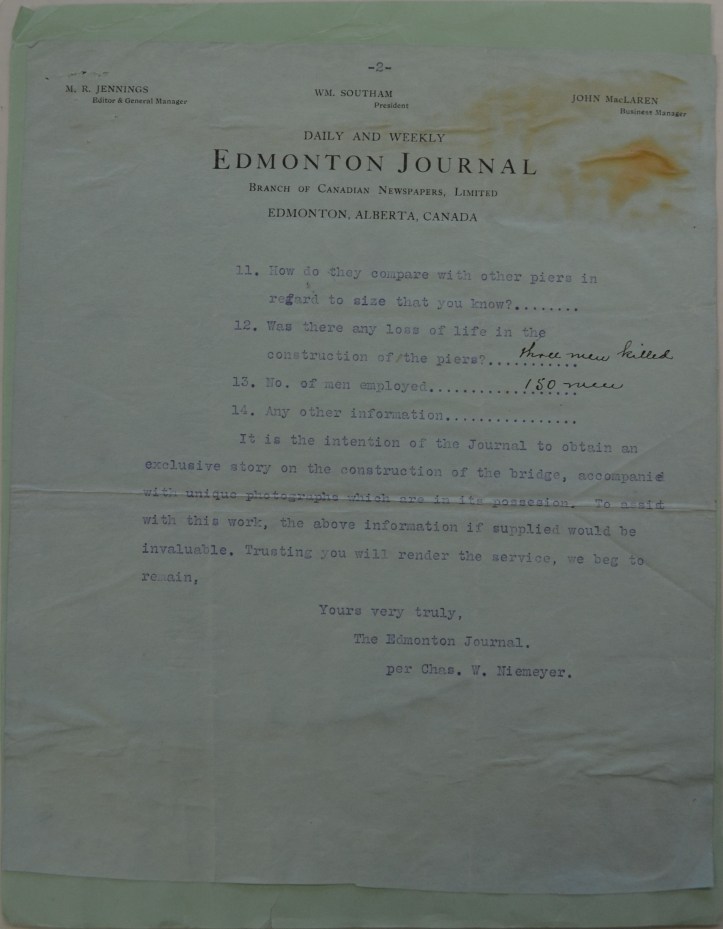 -2-
M. R. JENNINGS
Editor & General Manager
WM. SOUTHAM
President
JOHN MacLAREN
Business Manager
DAILY AND WEEKLY
EDMONTON JOURNAL
BRANCH OF CANADIAN NEWSPAPERS, LIMITED
EDMONTON, ALBERTA, CANADA
11. How do they compare with other piers in
regard to size that you know?........
12. Was there any loss of life in the
construction of the piers?........... three men killed
13. No. of men employed................ 150 men
14. Any other information................
It is the intention of the Journal to obtain an
exclusive story on the construction of the bridge, accompanied
with unique photographs which are in its possesion. To assist
with this work, the above information if supplied would be
invaluable. Trusting you will render the service, we beg to
remain,
Yours very truly,
The Edmonton Journal.
per Chas. W. Niemeyer.